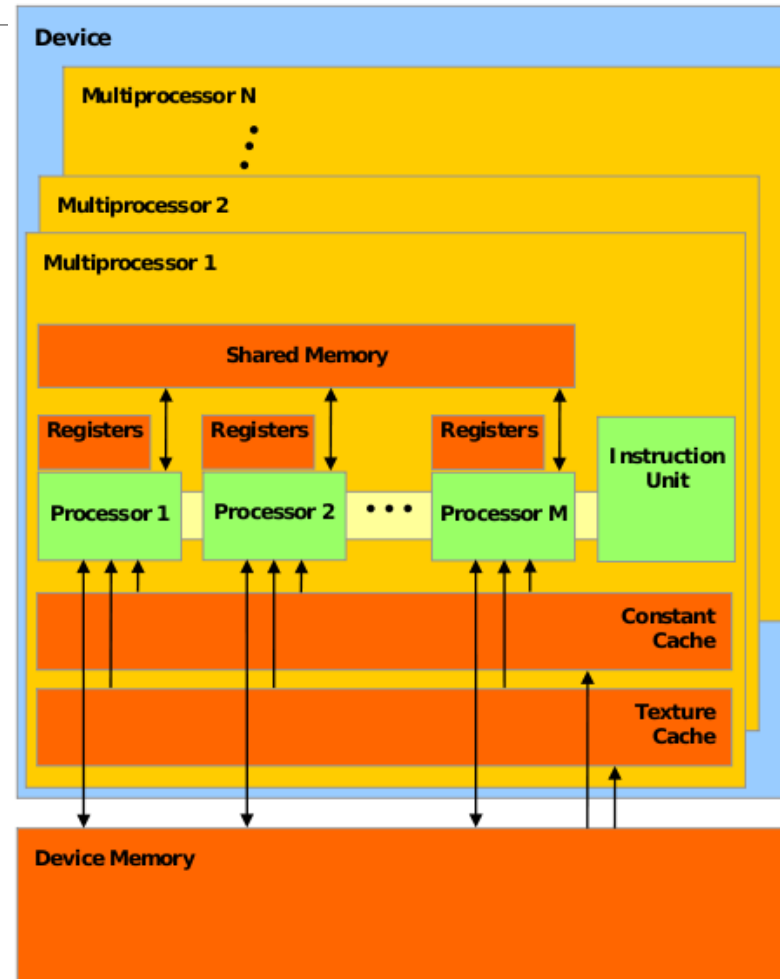 Device
Multiprocessor N
Multiprocessor 2
Multiprocessor 1
Shared Memory
Registers
Registers
Registers
Instruction
Unit
Processor 1
Processor 2
• • •
Processor M
Constant
Cache
Texture
Cache
Device Memory